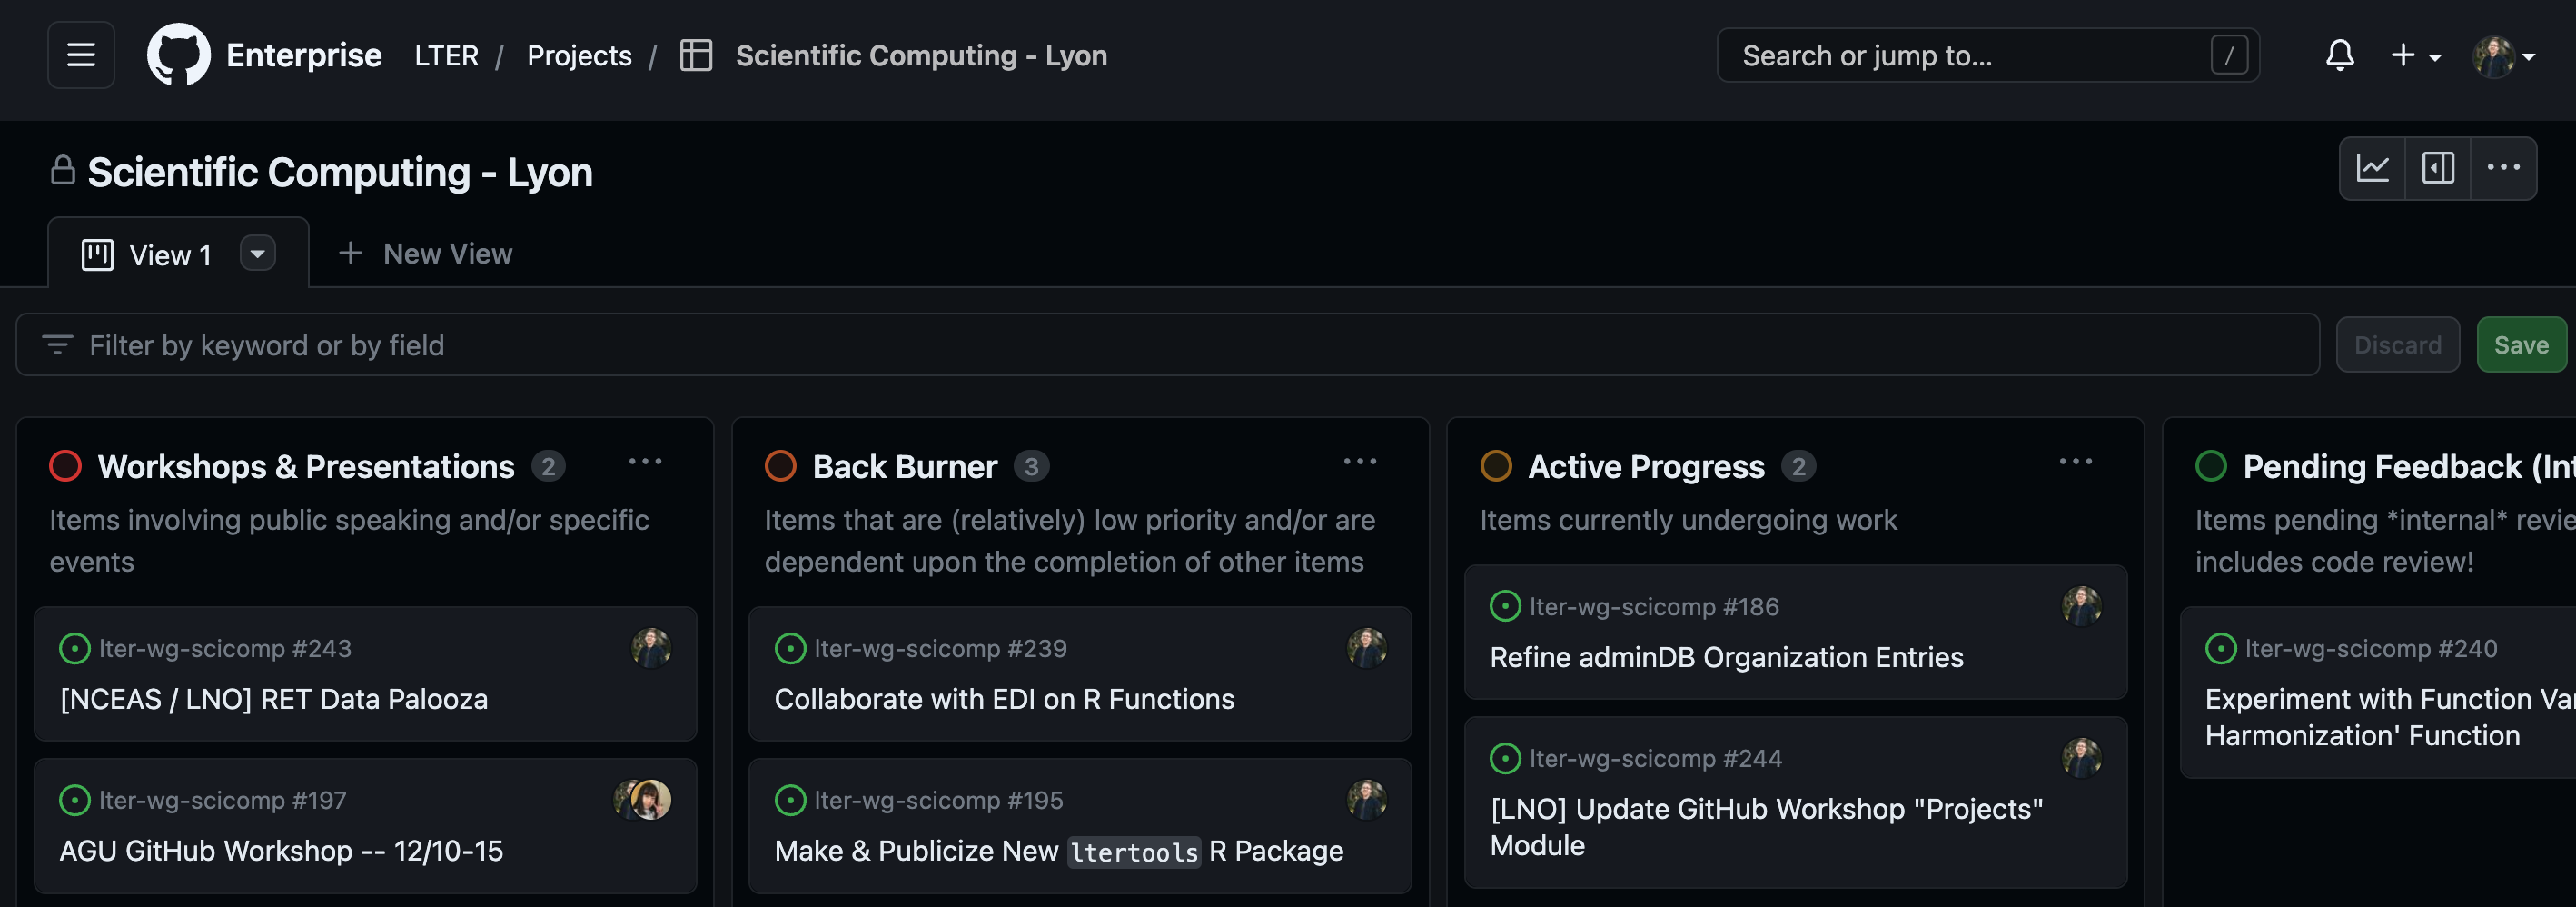 Enterprise LTER / Projects / Scientific Computing - Lyon
Search or jump to... /
Scientific Computing - Lyon
View 1
New View
Filter by keyword or by field
Discard
Save
Workshops & Presentations 2
Items involving public speaking and/or specific
events
lter-wg-scicomp #243
[NCEAS / LNO] RET Data Palooza
lter-wg-scicomp #197
AGU GitHub Workshop -- 12/10-15
Back Burner 3
Items that are (relatively) low priority and/or are
dependent upon the completion of other items
lter-wg-scicomp #239
Collaborate with EDI on R Functions
lter-wg-scicomp #195
Make & Publicize New ltertools R Package
Active Progress 2
Items currently undergoing work
lter-wg-scicomp #186
Refine adminDB Organization Entries
lter-wg-scicomp #244
[LNO] Update GitHub Workshop "Projects"
Module
Pending Feedback
Items pending *internal*
includes code review!
lter-wg-scicomp #240
Experiment with Function
Harmonization' Function